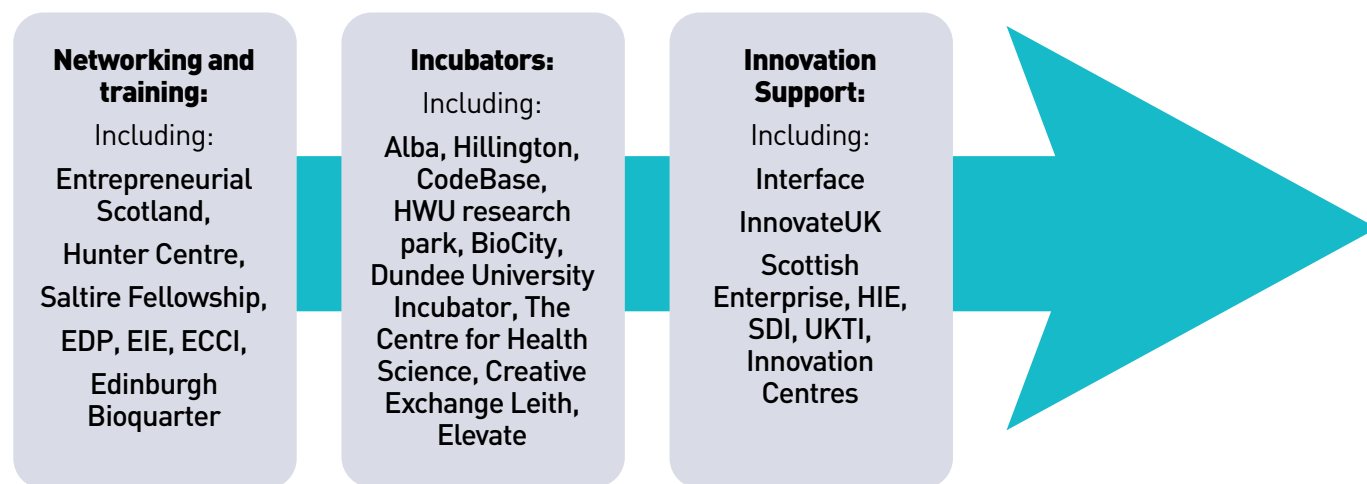 Networking and
training:
Including:
Entrepreneurial
Scotland,
Hunter Centre,
Saltire Fellowship,
EDP, EIE, ECCI,
Edinburgh
Bioquarter
Incubators:
Including:
Alba, Hillington,
CodeBase,
HWU research
park, BioCity,
Dundee University
Incubator, The
Centre for Health
Science, Creative
Exchange Leith,
Elevate
Innovation
Support:
Including:
Interface
InnovateUK
Scottish
Enterprise, HIE,
SDI, UKTI,
Innovation
Centres